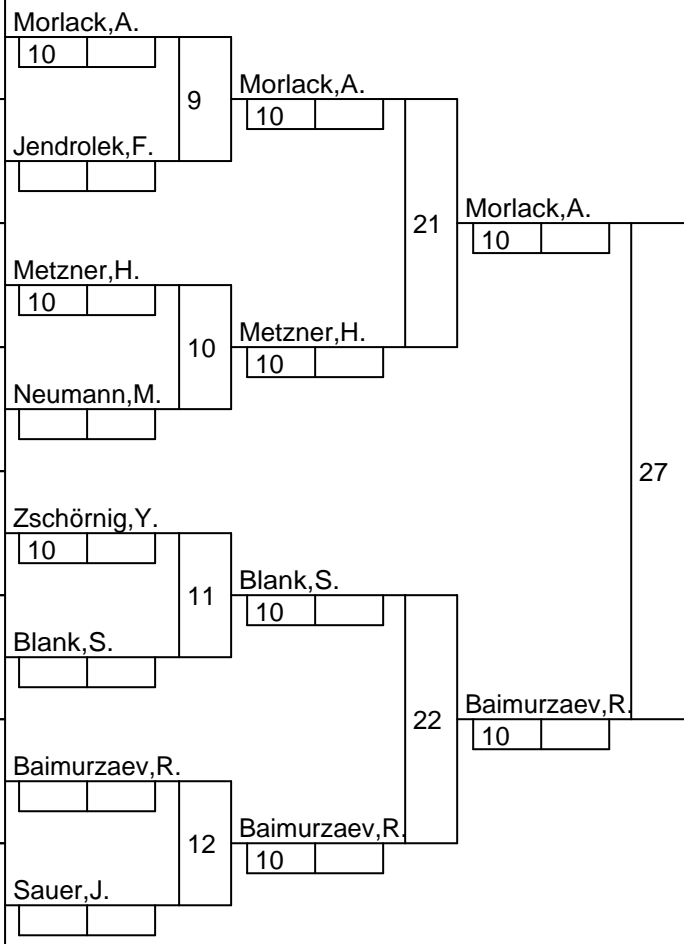 Morlack,A.
10
9
Morlack,A.
10
Jendrolek,F.
21
Morlack,A.
10
Metzner,H.
10
10
Metzner,H.
10
Neumann,M.
27
Zschörnig,Y.
10
11
Blank,S.
10
Blank,S.
22
Baimurzaev,R.
10
Baimurzaev,R.
12
Baimurzaev,R.
10
Sauer,J.